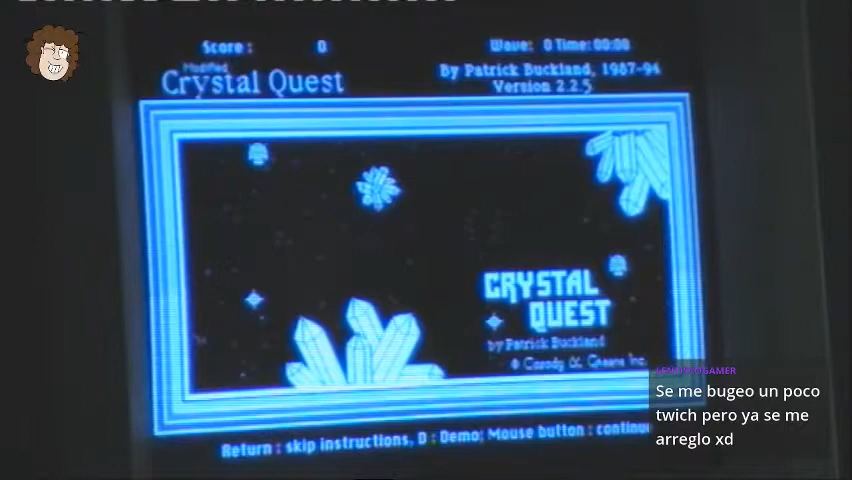 Score : 0 Wave: 0 Time: 00:00
Modified
Crystal Quest
By Patrick Buckland, 1987-94
Version 2.2.5
CRYSTAL
QUEST
by Patrick Buckland
© Casady & Greene Inc.
Return : skip instructions, D : Demo; Mouse button : continue
Se me bugeo un poco
twich pero ya se me
arreglo xd